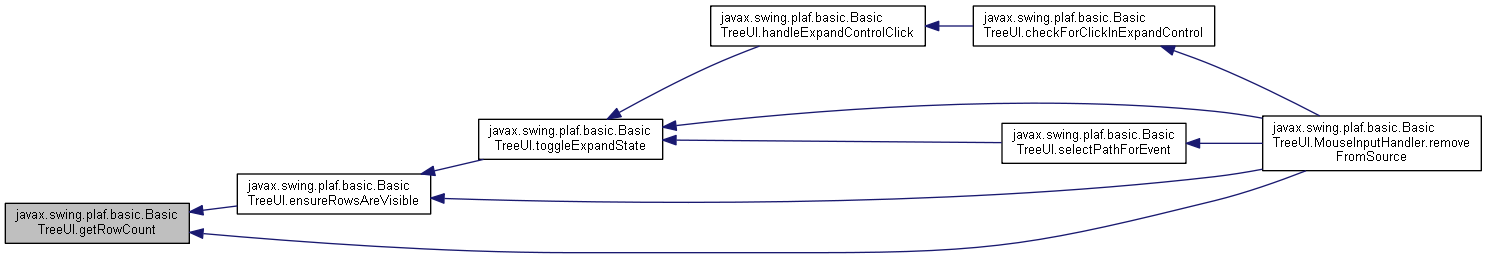 javax.swing.plaf.basic.Basic
TreeUI.handleExpandControlClick
javax.swing.plaf.basic.Basic
TreeUI.checkForClickInExpandControl
javax.swing.plaf.basic.Basic
TreeUI.toggleExpandState
javax.swing.plaf.basic.Basic
TreeUI.selectPathForEvent
javax.swing.plaf.basic.Basic
TreeUI.MouseInputHandler.remove
FromSource
javax.swing.plaf.basic.Basic
TreeUI.ensureRowsAreVisible
javax.swing.plaf.basic.Basic
TreeUI.getRowCount